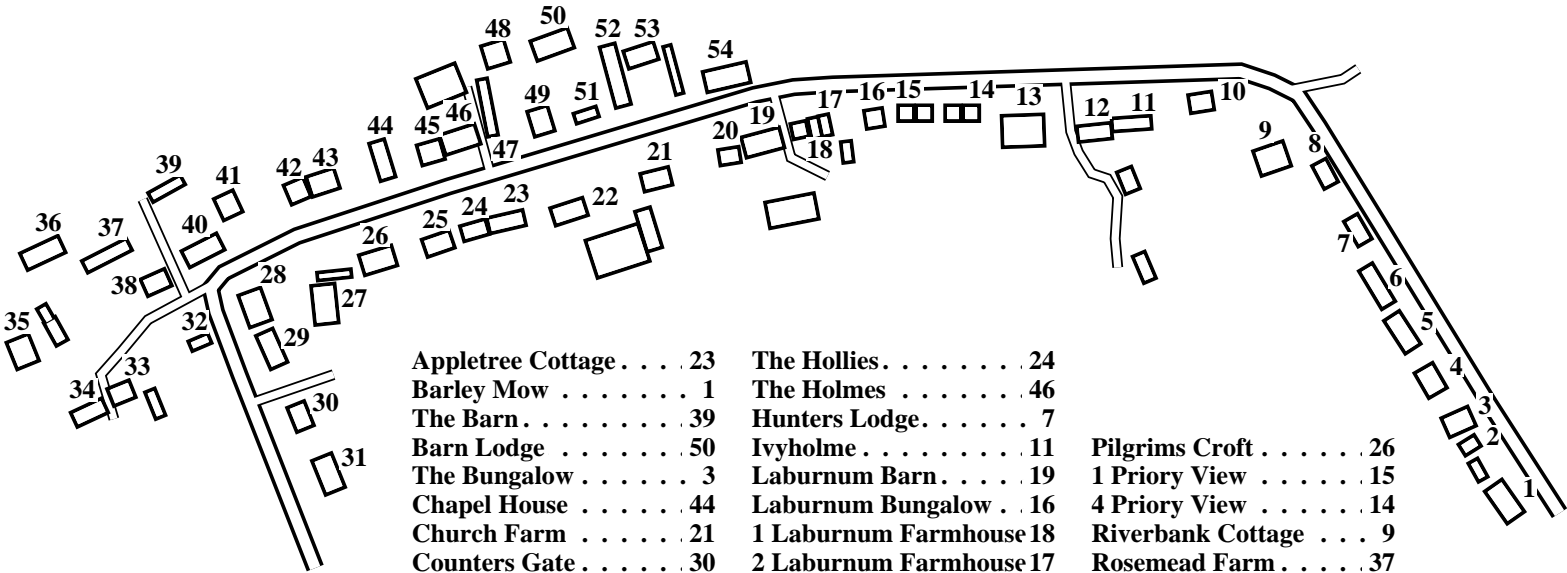 50
48
52
53
54
51
49
46
45
47
44
43
42
41
39
40
37
36
38
35
34
33
32
28
29
30
31
27
26
25
24
23
22
21
20
19
18
17
16
15
14
13
12
11
10
9
8
7
6
5
4
3
2
1
Appletree Cottage . . . . 23
Barley Mow . . . . . . . 1
The Barn . . . . . . . . . 39
Barn Lodge . . . . . . . 50
The Bungalow . . . . . . 3
Chapel House . . . . . . 44
Church Farm . . . . . . 21
Counters Gate . . . . . . 30
The Hollies . . . . . . . . 24
The Holmes . . . . . . . 46
Hunters Lodge . . . . . . 7
Ivyholme . . . . . . . . . 11
Laburnum Barn . . . . . 19
Laburnum Bungalow . . 16
1 Laburnum Farmhouse 18
2 Laburnum Farmhouse 17
Pilgrims Croft . . . . . . 26
1 Priory View . . . . . . 15
4 Priory View . . . . . . 14
Riverbank Cottage . . . 9
Rosemead Farm . . . . . 37